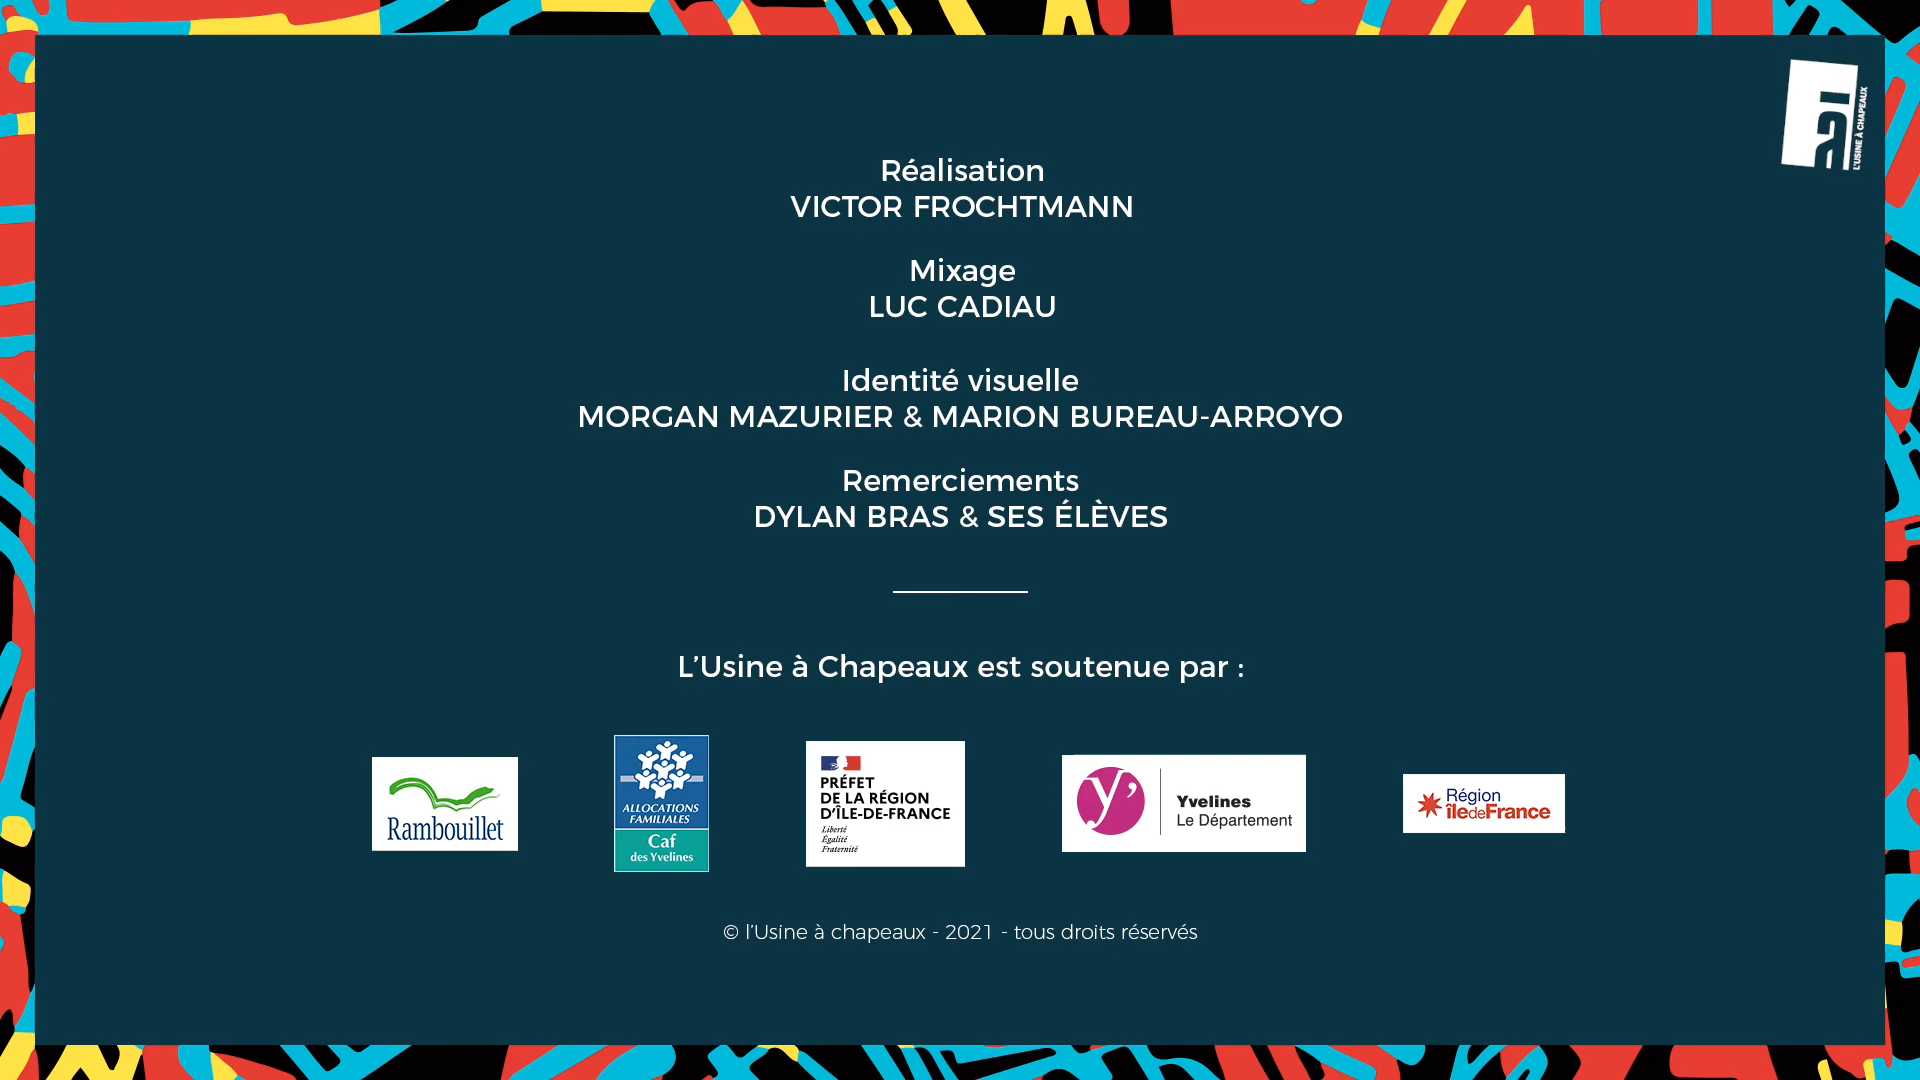 L'USINE À CHAPEAUX
Réalisation
VICTOR FROCHTMANN
Mixage
LUC CADIAU
Identité visuelle
MORGAN MAZURIER & MARION BUREAU-ARROYO
Remerciements
DYLAN BRAS & SES ÉLÈVES
L’Usine à Chapeaux est soutenue par :
Rambouillet
ALLOCATIONS
FAMILIALES
Caf
des Yvelines
PRÉFET
DE LA RÉGION
D'ÎLE-DE-FRANCE
Liberté
Égalité
Fraternité
y'
Yvelines
Le Département
Région
îledeFrance
© l’Usine à chapeaux - 2021 - tous droits réservés